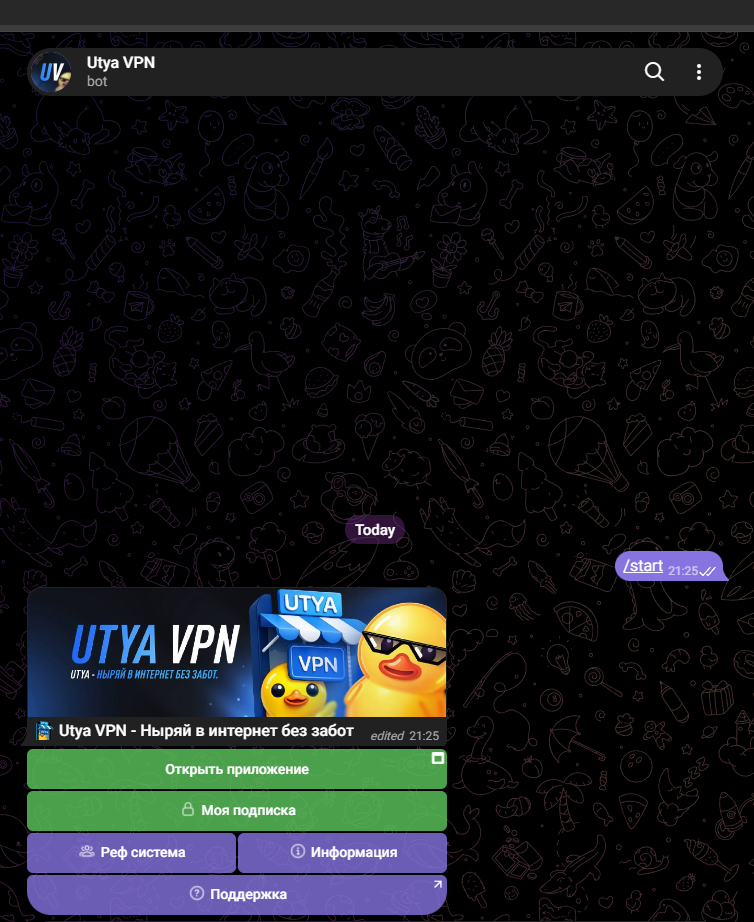 UV
Utya VPN
bot
Today
/start 21:25
UTYA
UTYA VPN
VPN
UTYA - НЫРЯЙ В ИНТЕРНЕТ БЕЗ ЗАБОТ.
Utya VPN - Ныряй в интернет без забот edited 21:25
Открыть приложение
Моя подписка
Реф система
Информация
Поддержка